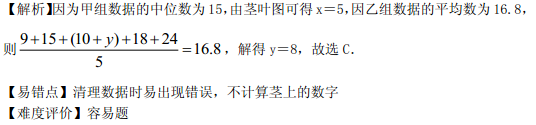 【解析】因为甲组数据的中位数为 15,由茎叶图可得 x=5,因乙组数据的平均数为 16.8,
则 \frac{9+15+(10+y)+18+24}{5}=16.8,解得 y=8,故选 C.
【易错点】清理数据时易出现错误,不计算茎上的数字
【难度评价】容易题